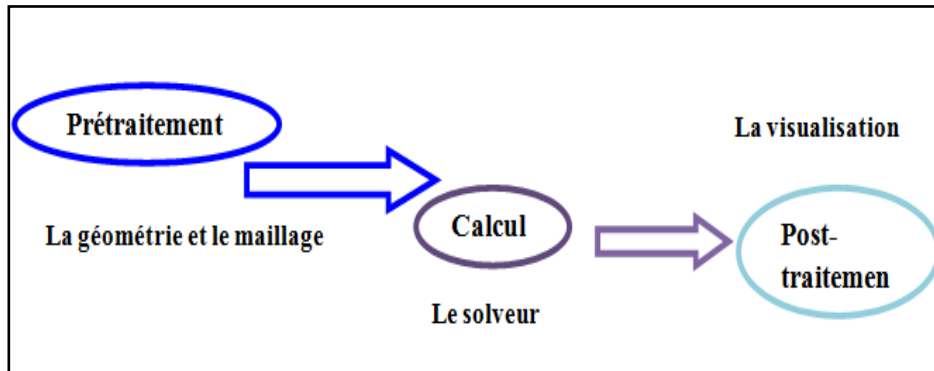 Prétraitement
La géométrie et le maillage
Calcul
Le solveur
La visualisation
Post-
traitemen